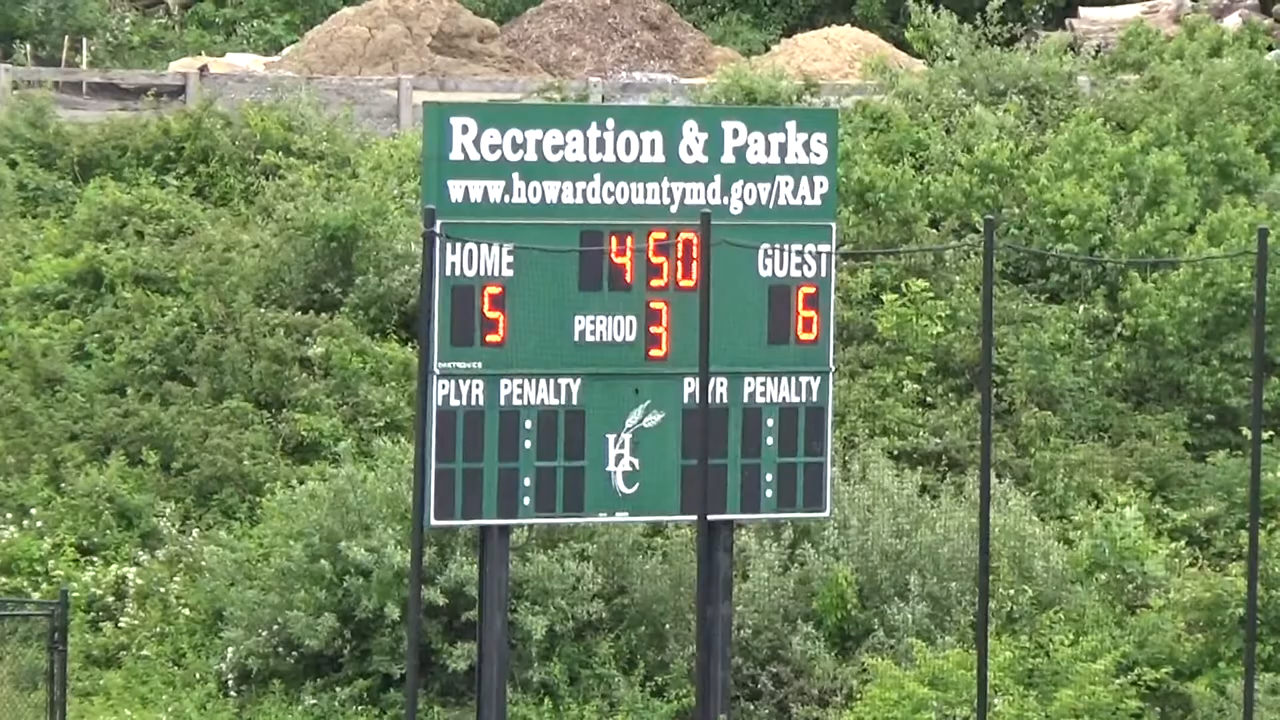 Recreation & Parks
www.howardcountymd.gov/RAP
HOME 4 50 GUEST
5 PERIOD 3 6
DAKTRONICS
PLYR PENALTY PLYR PENALTY
HC